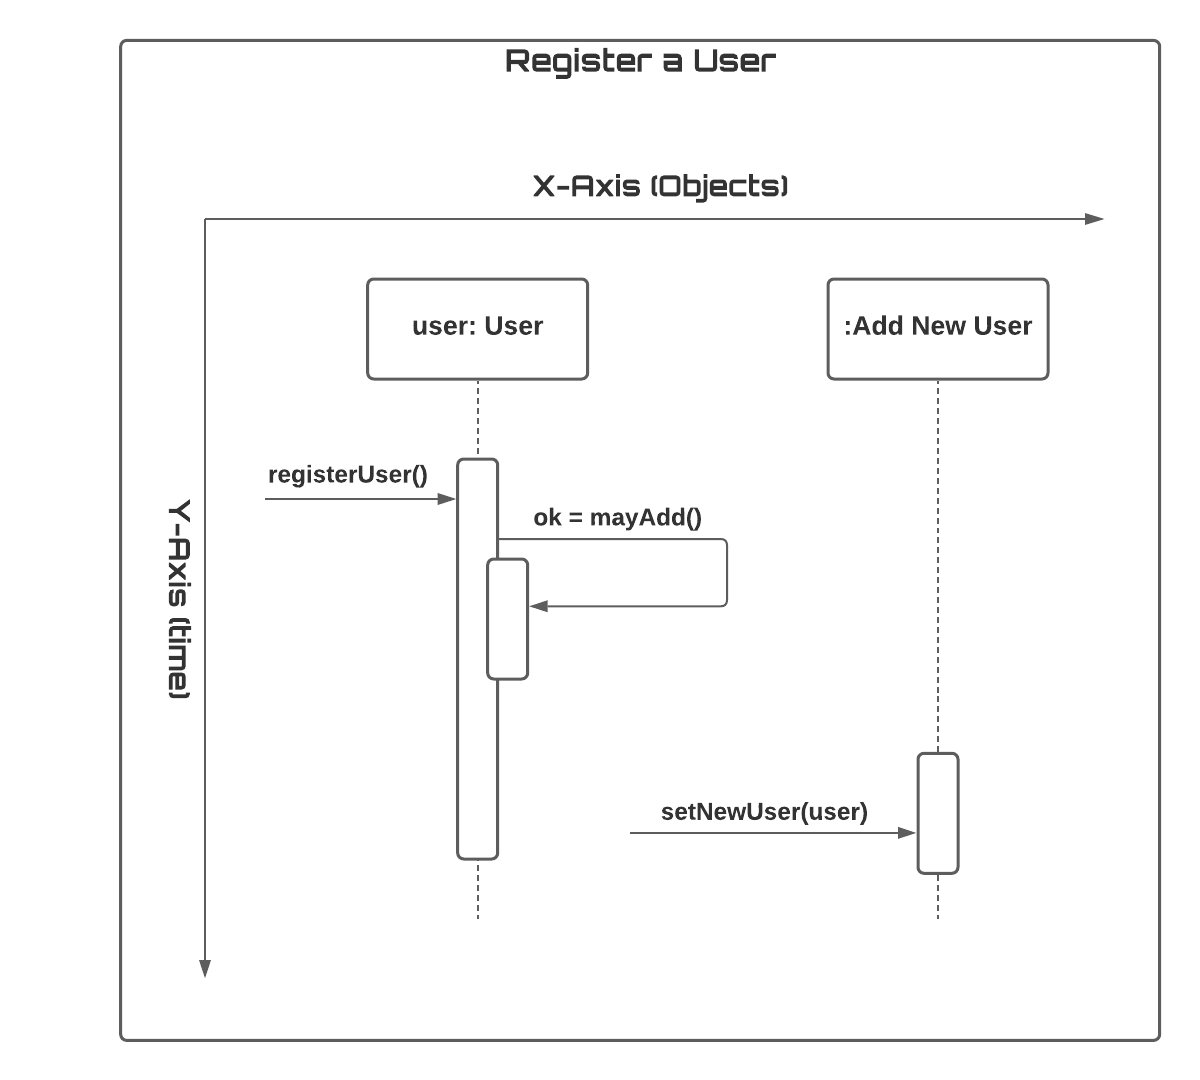 Register a User
X-Axis (Objects)
user: User
:Add New User
registerUser()
ok = mayAdd()
Y-Axis (time)
setNewUser(user)